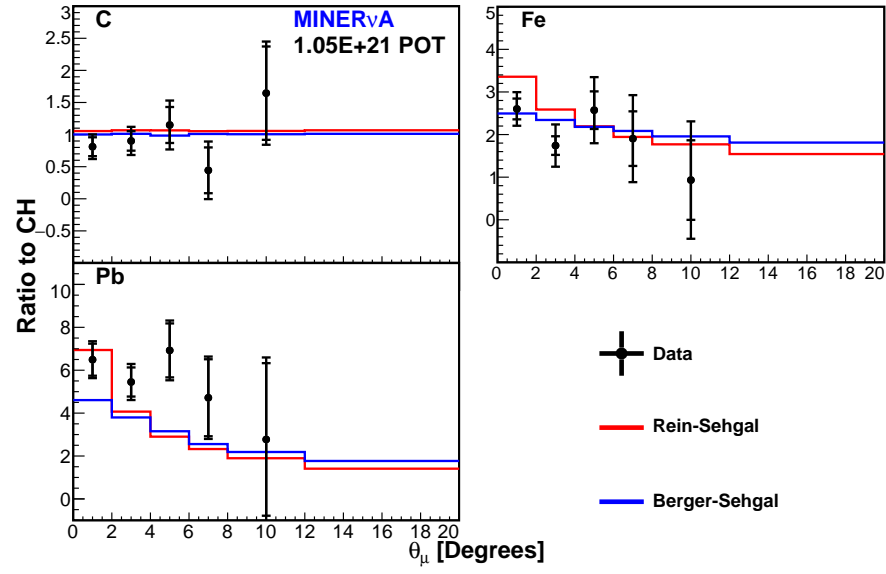 C
MINERνA
1.05E+21 POT
3
2.5
2
1.5
1
0.5
0
−0.5
Fe
5
4
3
2
1
0
0 2 4 6 8 10 12 14 16 18 20
Pb
10
8
6
4
2
0
0 2 4 6 8 10 12 14 16 18 20
Ratio to CH
θμ [Degrees]
Data
Rein-Sehgal
Berger-Sehgal